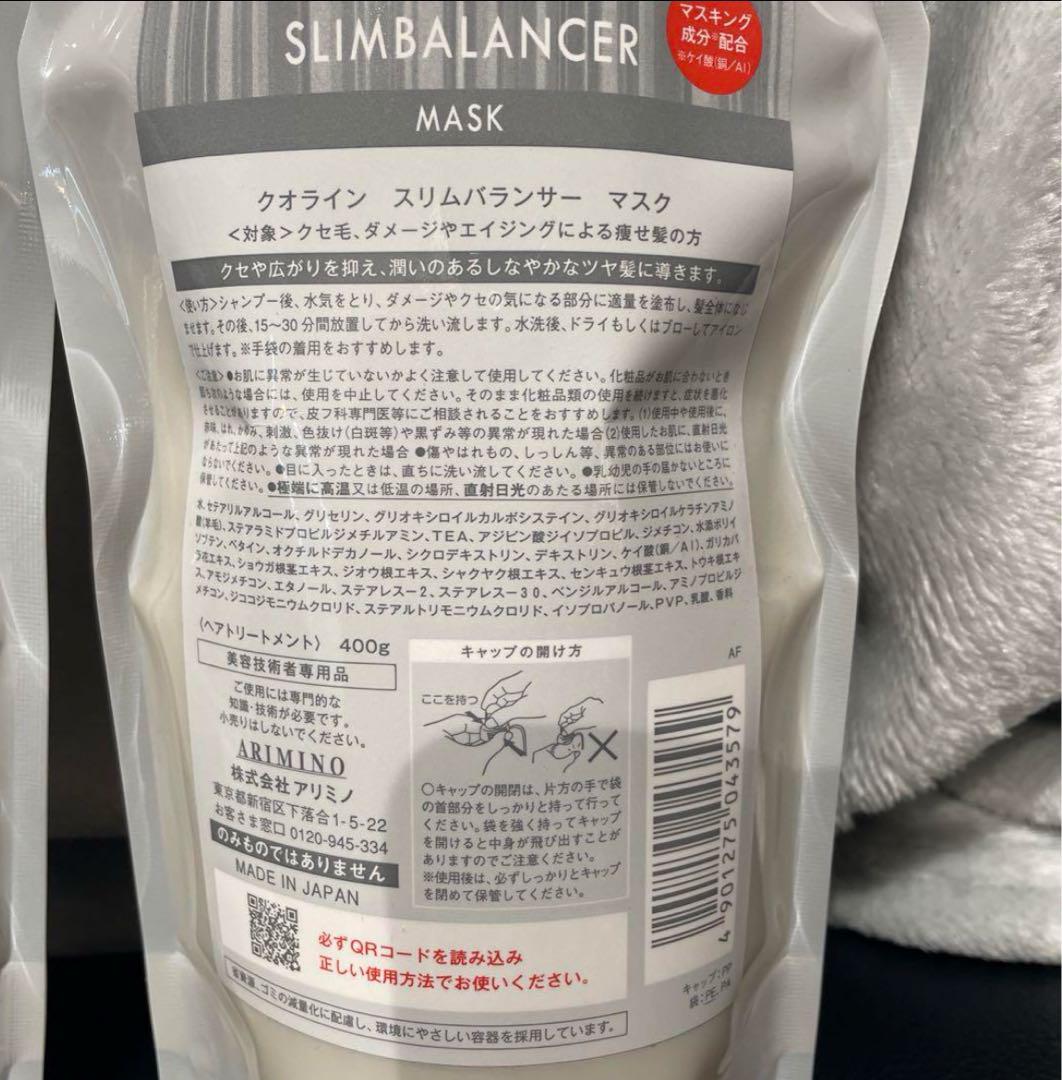 SLIMBALANCER
マスキング
成分※配合
※ケイ酸(銅/Al)
MASK
クオライン スリムバランサー マスク
<対象>クセ毛、ダメージやエイジングによる痩せ髪の方
クセや広がりを抑え、潤いのあるしなやかなツヤ髪に導きます。
<使い方>シャンプー後、水気をとり、ダメージやクセの気になる部分に適量を塗布し、髪全体になじ
ませます。その後、15〜30分間放置してから洗い流します。水洗後、ドライもしくはブローしてアイロン
で仕上げます。※手袋の着用をおすすめします。
<ご注意>●お肌に異常が生じていないかよく注意して使用してください。化粧品がお肌に合わないとき
即ち次のような場合には、使用を中止してください。そのまま化粧品類の使用を続けますと、症状を悪化
させることがありますので、皮フ科専門医等にご相談されることをおすすめします。(1)使用中や使用後に、
赤味、はれ、かゆみ、刺激、色抜け(白斑等)や黒ずみ等の異常が現れた場合(2)使用したお肌に、直射日光
があたって上記のような異常が現れた場合 ●傷やはれもの、しっしん等、異常のある部位にはお使いに
ならないでください。●目に入ったときは、直ちに洗い流してください。●乳幼児の手の届かないところに
保管してください。●極端に高温又は低温の場所、直射日光のあたる場所には保管しないでください。
水、セテアリルアルコール、グリセリン、グリオキシロイルカルボシステイン、グリオキシロイルケラチンアミノ
酸(羊毛)、ステアラミドプロピルジメチルアミン、TEA、アジピン酸ジイソプロピル、ジメチコン、水添ポリイ
ソブテン、ベタイン、オクチルドデカノール、シクロデキストリン、デキストリン、ケイ酸(銅/Al)、ガリカバ
ラ花エキス、ショウガ根茎エキス、ジオウ根エキス、シャクヤク根エキス、センキュウ根茎エキス、トウキ根エキ
ス、アモジメチコン、エタノール、ステアレス-2、ステアレス-30、ベンジルアルコール、アミノプロピルジ
メチコン、ジココジモニウムクロリド、ステアルトリモニウムクロリド、イソプロパノール、PVP、乳酸、香料
〈ヘアトリートメント〉 400g
美容技術者専用品
ご使用には専門的な
知識・技術が必要です。
小売りはしないでください。
ARIMINO
株式会社アリミノ
東京都新宿区下落合1-5-22
お客さま窓口 0120-945-334
のみものではありません
MADE IN JAPAN
キャップの開け方
ここを持つ
○キャップの開閉は、片方の手で袋
の首部分をしっかりと持って行って
ください。袋を強く持ってキャップ
を開けると中身が飛び出すことが
ありますのでご注意ください。
※使用後は、必ずしっかりとキャップ
を閉めて保管してください。
AF
4 901275 043579
キャップ:PP
袋:PE、PA
必ずQRコードを読み込み
正しい使用方法でお使いください。
省資源、ゴミの減量化に配慮し、環境にやさしい容器を採用しています。